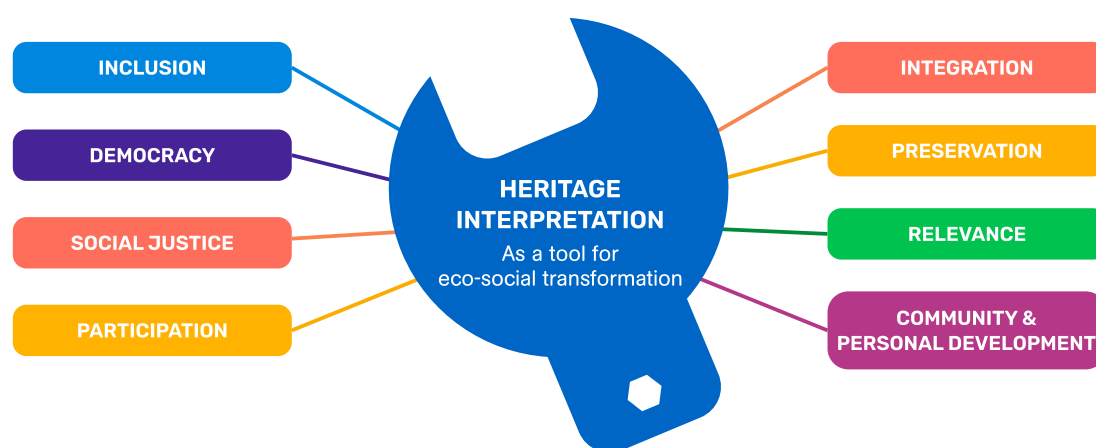 INCLUSION
DEMOCRACY
SOCIAL JUSTICE
PARTICIPATION
HERITAGE
INTERPRETATION
As a tool for
eco-social transformation
INTEGRATION
PRESERVATION
RELEVANCE
COMMUNITY &
PERSONAL DEVELOPMENT